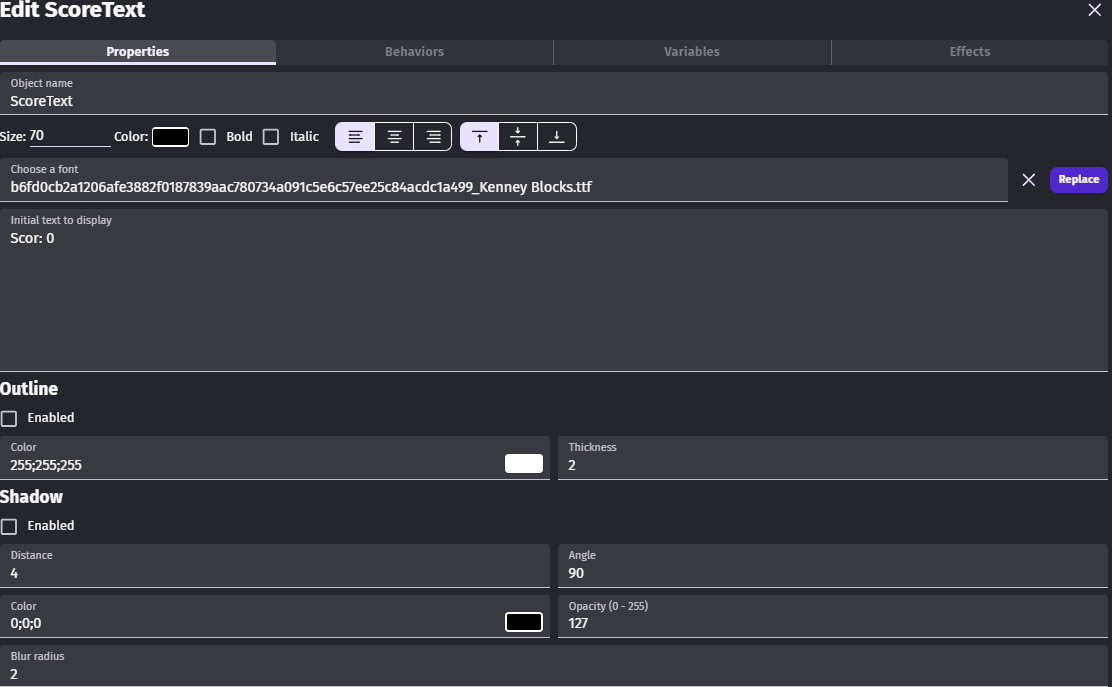 Edit ScoreText
Properties Behaviors Variables Effects
Object name
ScoreText
Size: 70 Color: Bold Italic
Choose a font
b6fd0cb2a1206afe3882f0187839aac780734a091c5e6c57ee25c84acdc1a499_Kenney Blocks.ttf
Replace
Initial text to display
Scor: 0
Outline
Enabled
Color Thickness
255;255;255 2
Shadow
Enabled
Distance Angle
4 90
Color Opacity (0 - 255)
0;0;0 127
Blur radius
2